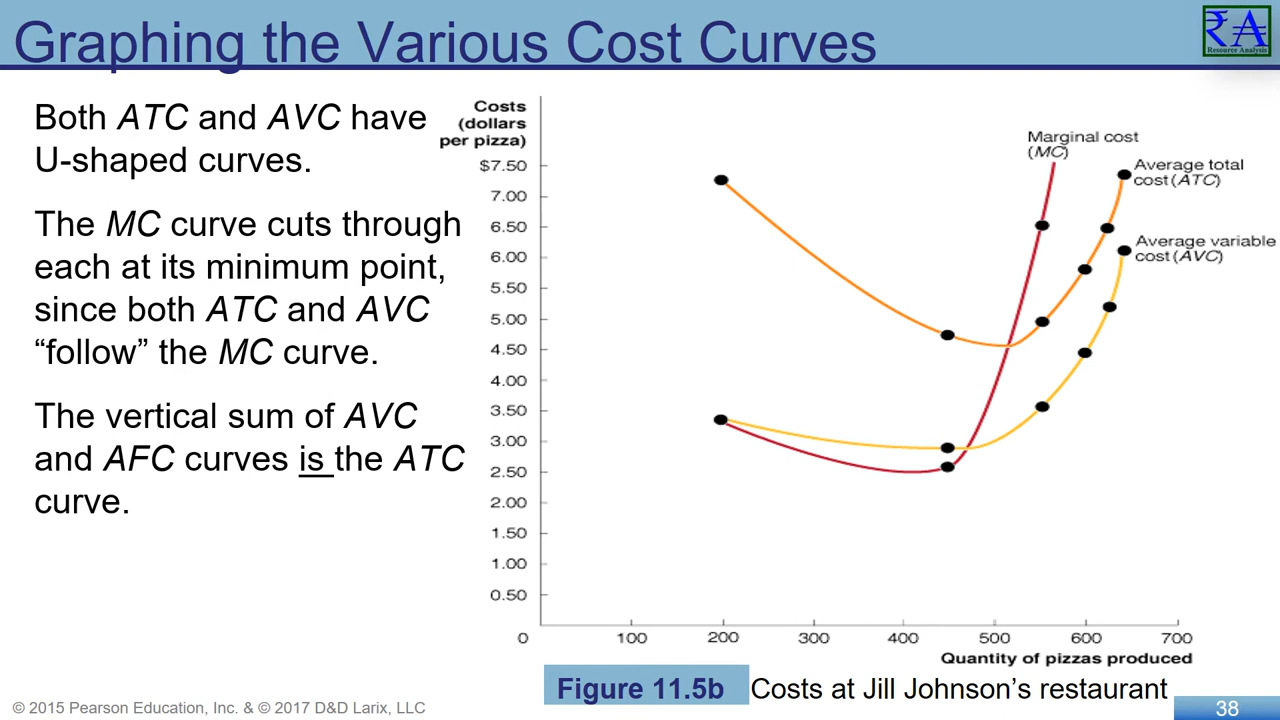 Graphing the Various Cost Curves
₹A
Resource Analysis
Both ATC and AVC have
U-shaped curves.
The MC curve cuts through
each at its minimum point,
since both ATC and AVC
“follow” the MC curve.
The vertical sum of AVC
and AFC curves is the ATC
curve.
Costs
(dollars
per pizza)
$7.50
7.00
6.50
6.00
5.50
5.00
4.50
4.00
3.50
3.00
2.50
2.00
1.50
1.00
0.50
Marginal cost
(MC)
Average total
cost (ATC)
Average variable
cost (AVC)
0 100 200 300 400 500 600 700
Quantity of pizzas produced
Figure 11.5b Costs at Jill Johnson’s restaurant
© 2015 Pearson Education, Inc. & © 2017 D&D Larix, LLC
38